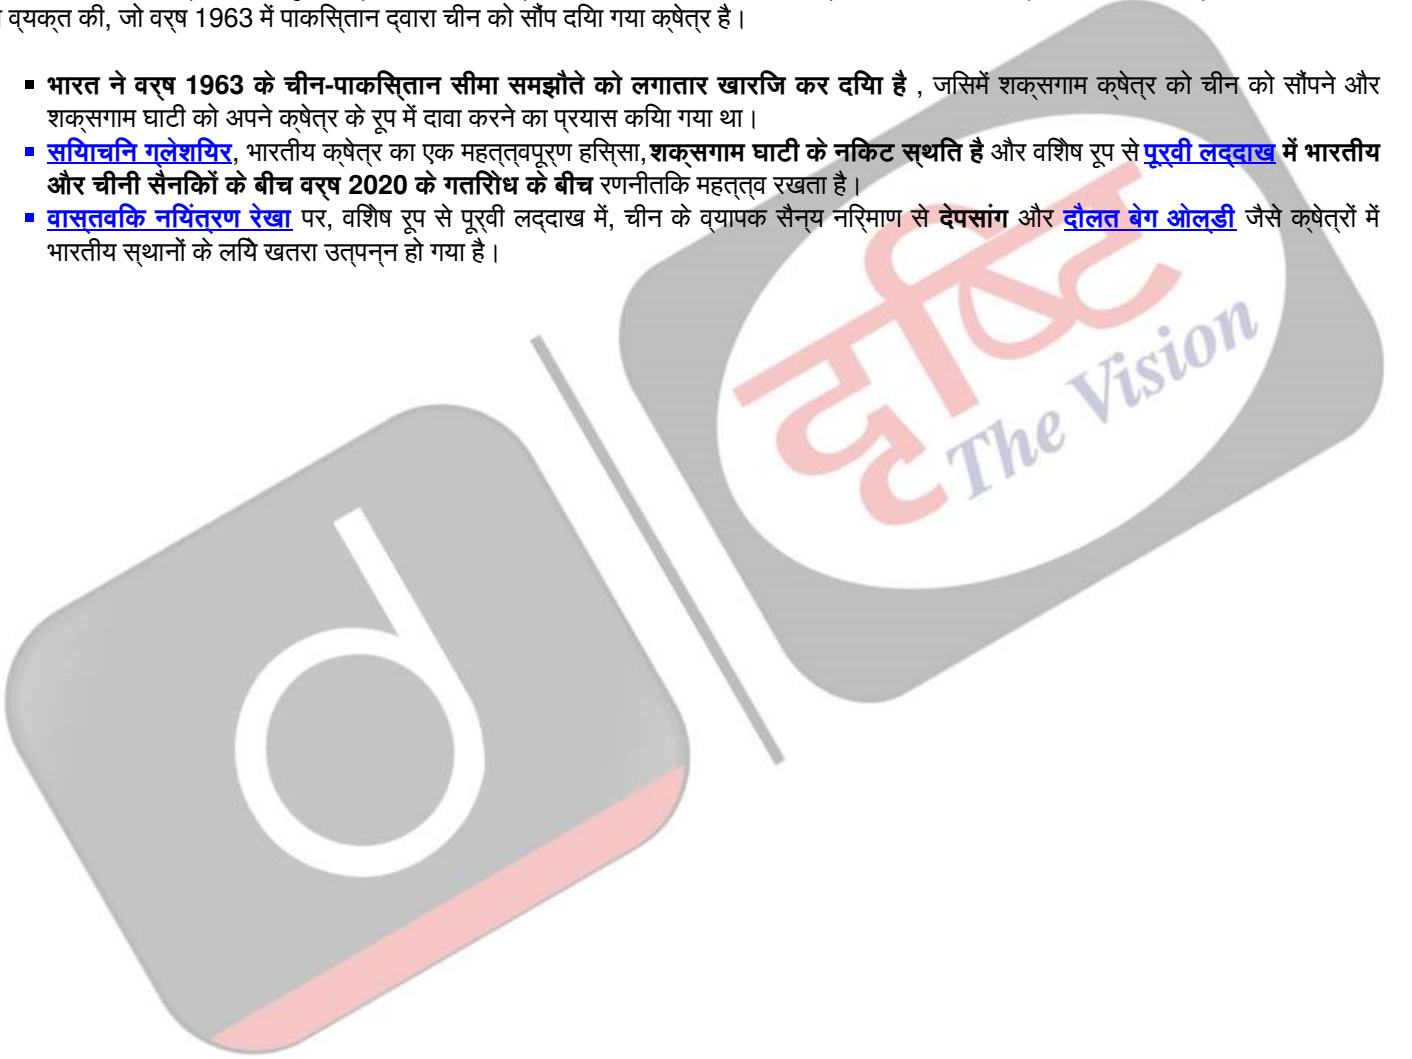 व्यक्त की, जो वर्ष 1963 में पाकिस्तान द्वारा चीन को सौंप दिया गया क्षेत्र है।
भारत ने वर्ष 1963 के चीन-पाकिस्तान सीमा समझौते को लगातार खारिज कर दिया है , जिसमें शक्सगाम क्षेत्र को चीन को सौंपने और
शक्सगाम घाटी को अपने क्षेत्र के रूप में दावा करने का प्रयास किया गया था।
सियाचिन ग्लेशियर, भारतीय क्षेत्र का एक महत्त्वपूर्ण हिस्सा, शक्सगाम घाटी के निकट स्थित है और विशेष रूप से पूर्वी लद्दाख में भारतीय
और चीनी सैनिकों के बीच वर्ष 2020 के गतिरोध के बीच रणनीतिक महत्त्व रखता है।
वास्तविक नियंत्रण रेखा पर, विशेष रूप से पूर्वी लद्दाख में, चीन के व्यापक सैन्य निर्माण से देपसांग और दौलत बेग ओल्डी जैसे क्षेत्रों में
भारतीय स्थानों के लिये खतरा उत्पन्न हो गया है।
दृष्टि
The Vision
d